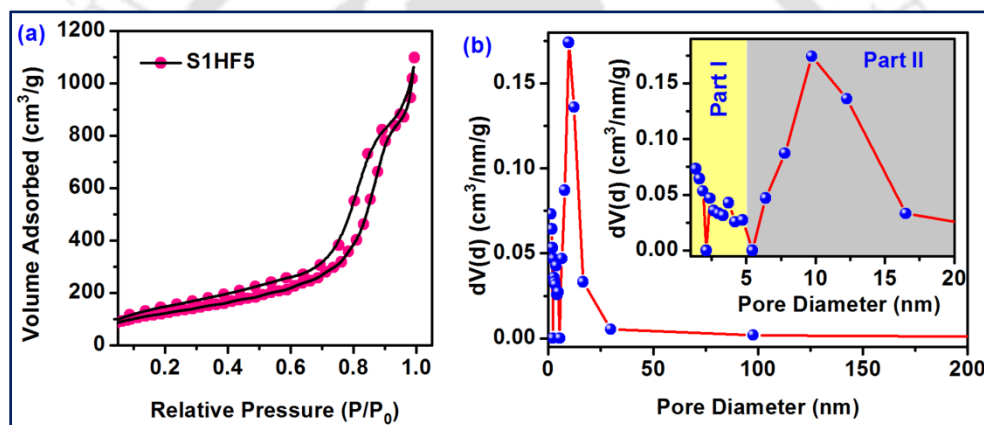 (a)
S1HF5
Volume Adsorbed (cm³/g)
1200
1000
800
600
400
200
0
0.2 0.4 0.6 0.8 1.0
Relative Pressure (P/P₀)
(b)
dV(d) (cm³/nm/g)
0.15
0.10
0.05
0.00
0 50 100 150 200
Pore Diameter (nm)
Part I
Part II
dV(d) (cm³/nm/g)
0.15
0.10
0.05
0.00
5 10 15 20
Pore Diameter (nm)